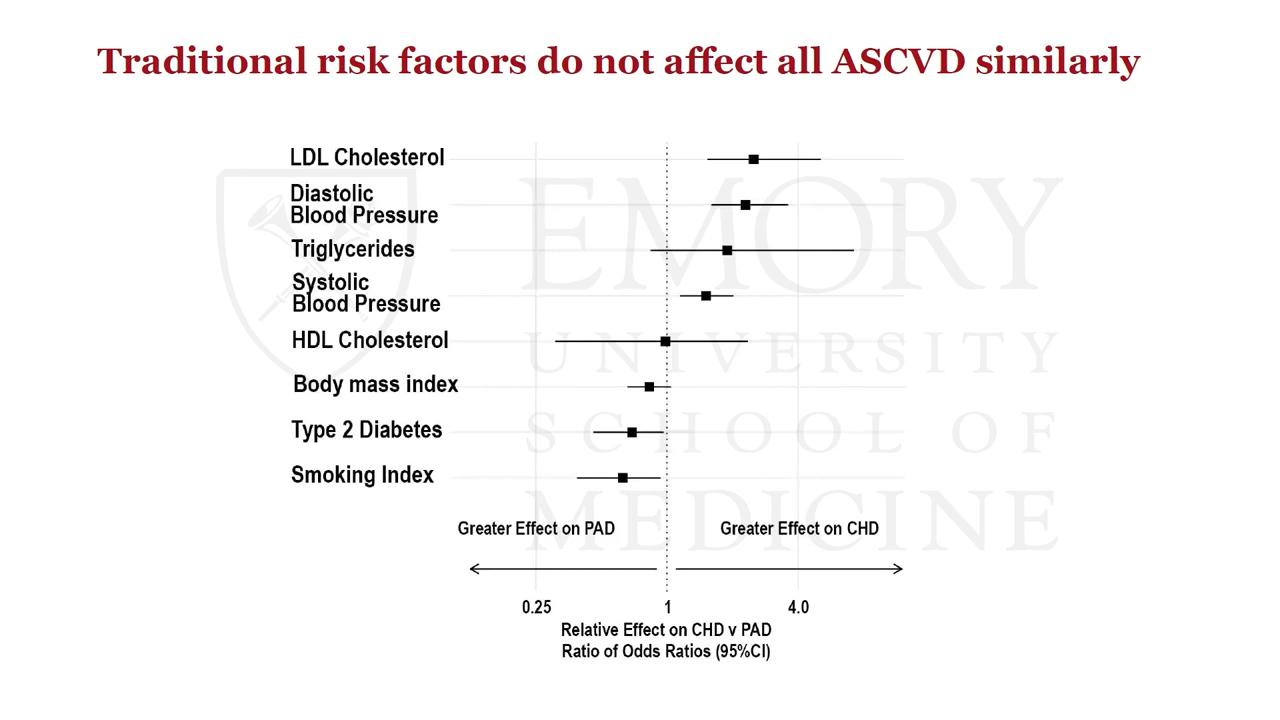 Traditional risk factors do not affect all ASCVD similarly
LDL Cholesterol
Diastolic
Blood Pressure
Triglycerides
Systolic
Blood Pressure
HDL Cholesterol
Body mass index
Type 2 Diabetes
Smoking Index
EMORY
UNIVERSITY
SCHOOL OF
MEDICINE
Greater Effect on PAD
Greater Effect on CHD
0.25
1
4.0
Relative Effect on CHD v PAD
Ratio of Odds Ratios (95%CI)